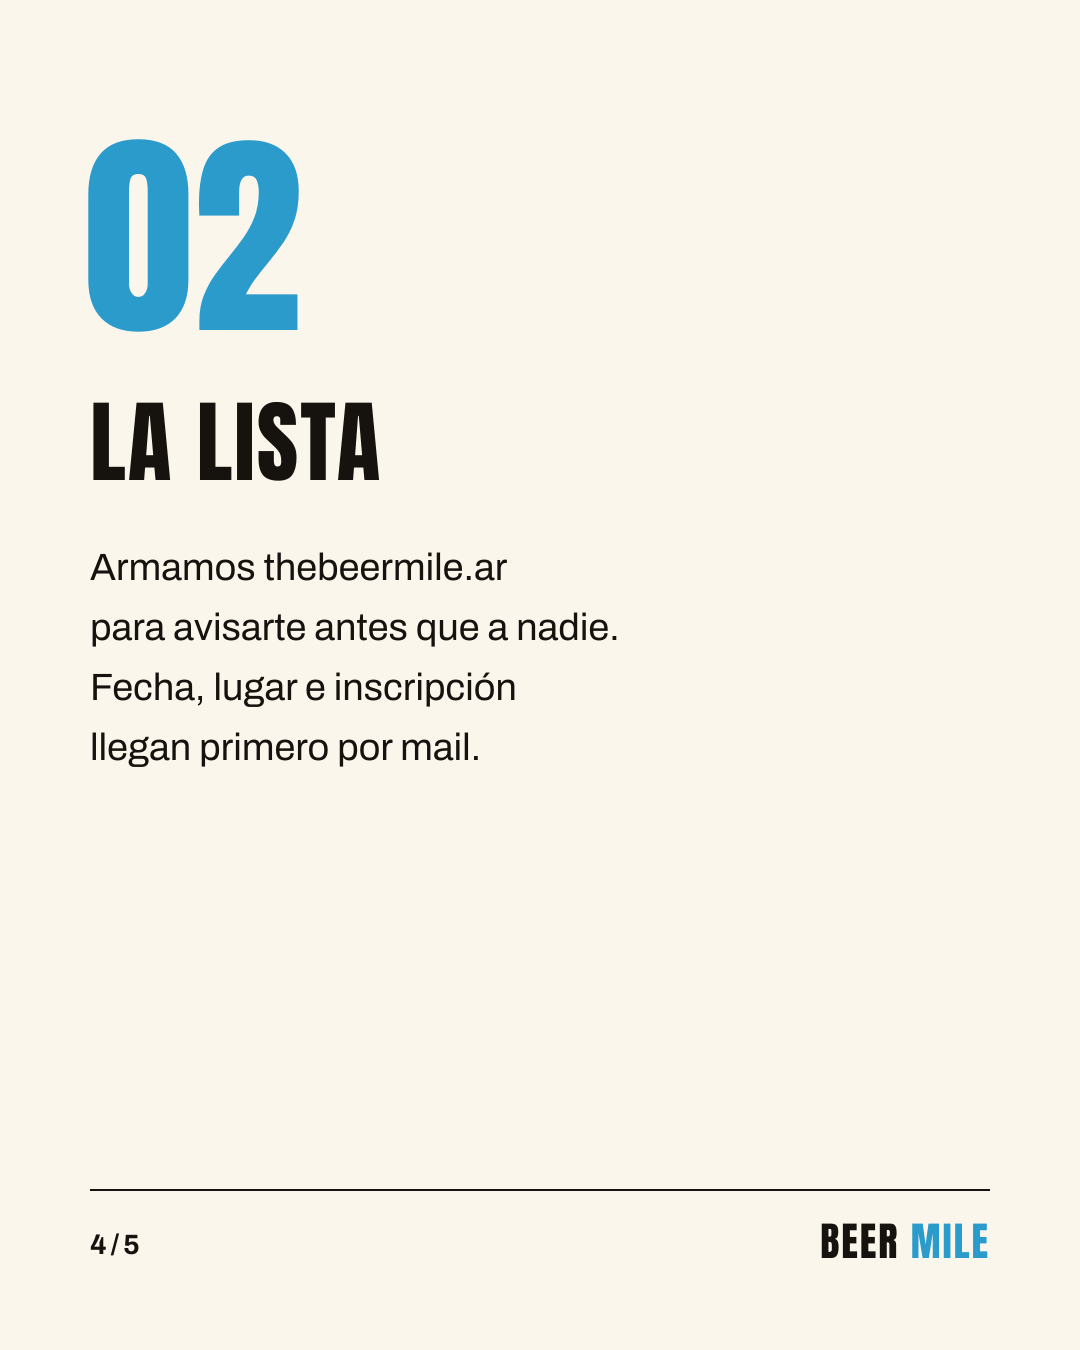 02
LA LISTA
Armamos thebeermile.ar
para avisarte antes que a nadie.
Fecha, lugar e inscripción
llegan primero por mail.
4 / 5
BEER MILE